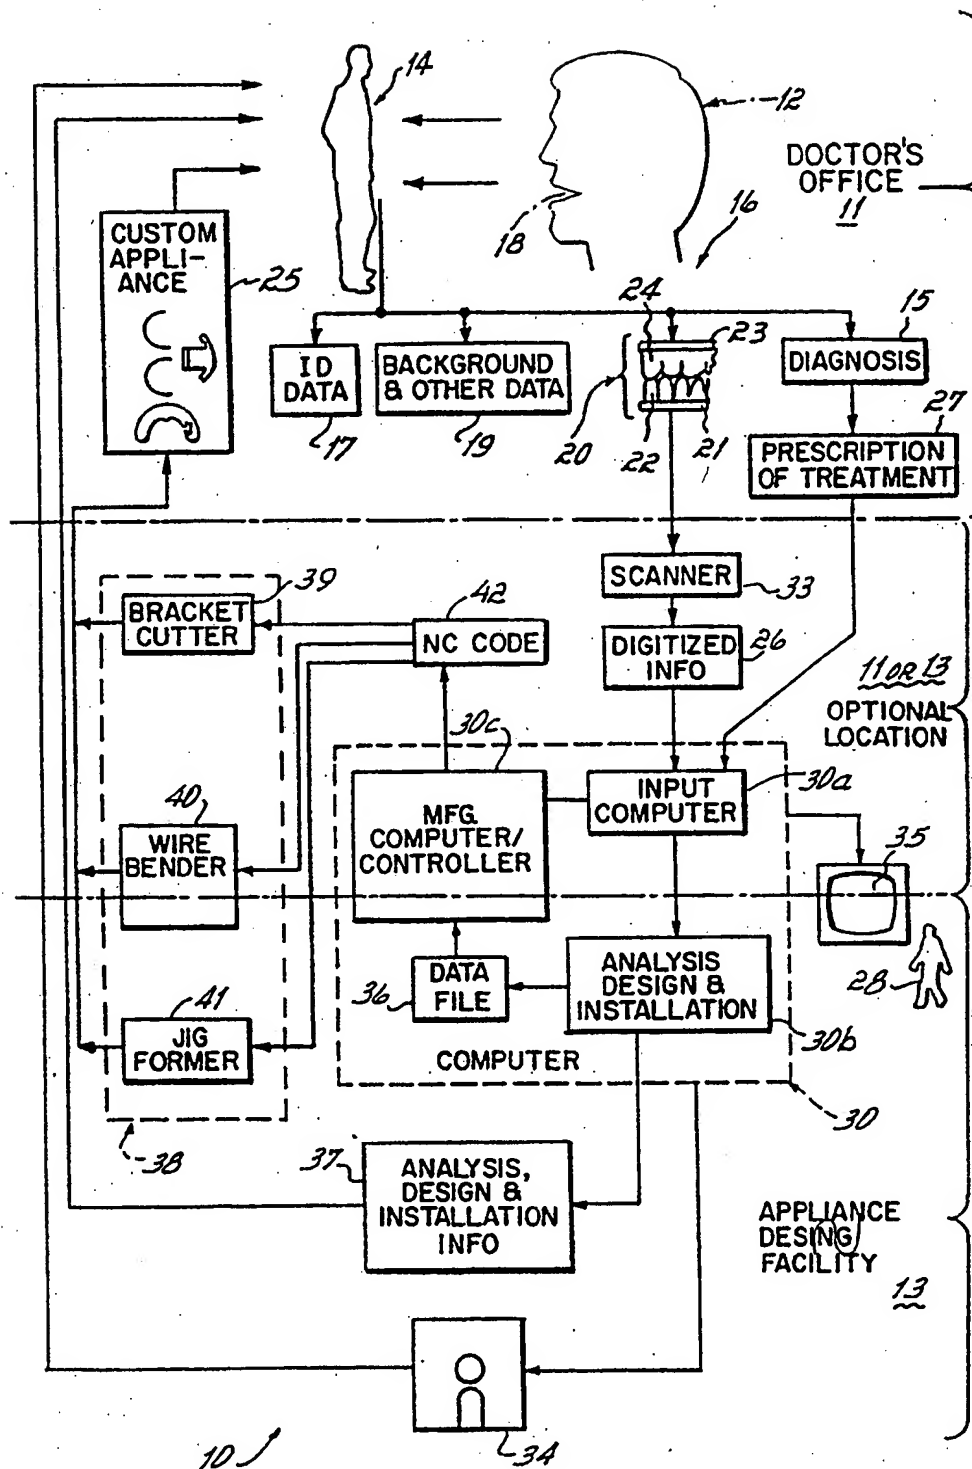 14
12
DOCTOR'S
OFFICE
11
18
16
CUSTOM
APPLI-
ANCE
25
24
23
15
ID
DATA
17
BACKGROUND
& OTHER DATA
19
20
22
21
DIAGNOSIS
27
PRESCRIPTION
OF TREATMENT
SCANNER
33
39
BRACKET
CUTTER
42
NC CODE
DIGITIZED
INFO
26
11 OR 13
OPTIONAL
LOCATION
30c
MFG.
COMPUTER/
CONTROLLER
INPUT
COMPUTER
30a
40
WIRE
BENDER
35
28
36
DATA
FILE
ANALYSIS
DESIGN &
INSTALLATION
30b
41
JIG
FORMER
COMPUTER
30
38
37
ANALYSIS,
DESIGN &
INSTALLATION
INFO
APPLIANCE
DESING
FACILITY
13
34
10